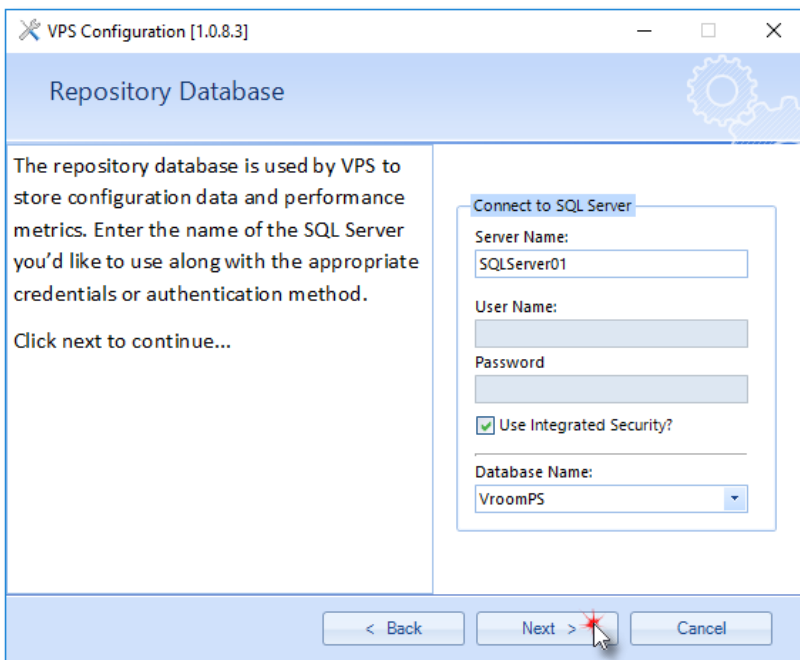 VPS Configuration [1.0.8.3]
Repository Database
The repository database is used by VPS to
store configuration data and performance
metrics. Enter the name of the SQL Server
you'd like to use along with the appropriate
credentials or authentication method.
Click next to continue...
Connect to SQL Server
Server Name:
SQLServer01
User Name:
Password
Use Integrated Security?
Database Name:
VroomPS
< Back
Next >
Cancel